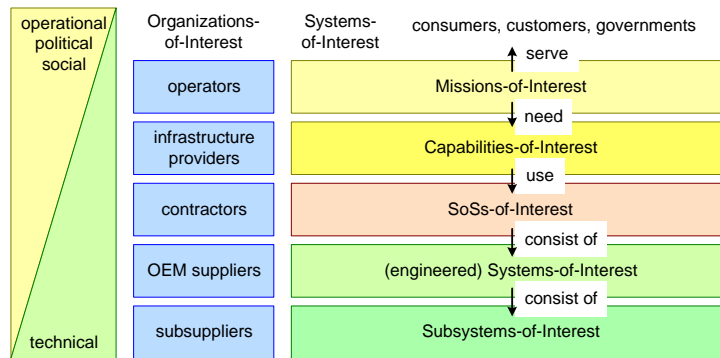 operational
political
social
technical
Organizations-
of-Interest
operators
infrastructure
providers
contractors
OEM suppliers
subsuppliers
Systems-
of-Interest
consumers, customers, governments
serve
Missions-of-Interest
need
Capabilities-of-Interest
use
SoSs-of-Interest
consist of
(engineered) Systems-of-Interest
consist of
Subsystems-of-Interest